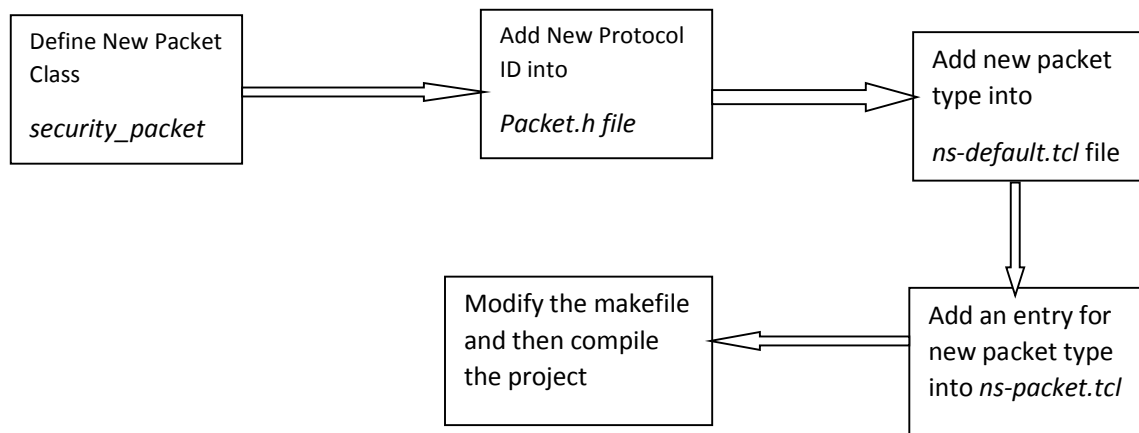 Define New Packet
Class
security_packet
Add New Protocol
ID into
Packet.h file
Add new packet
type into
ns-default.tcl file
Add an entry for
new packet type
into ns-packet.tcl
Modify the makefile
and then compile
the project